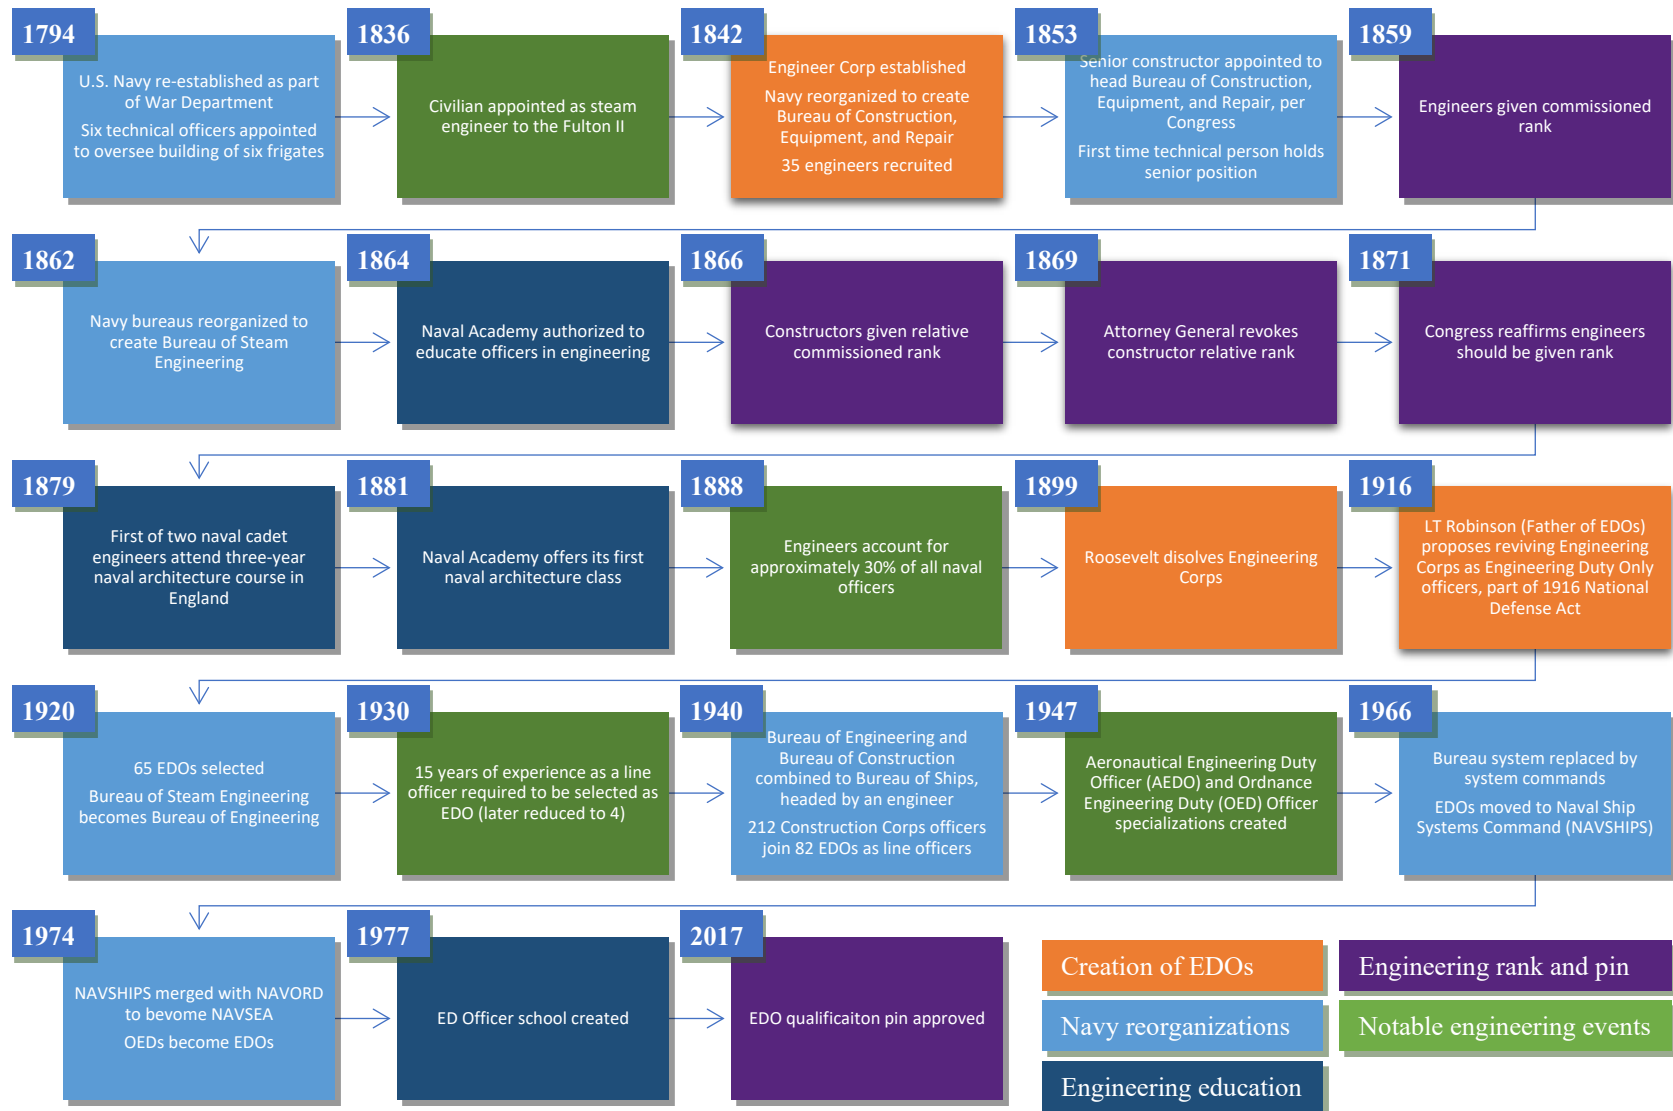 1794
U.S. Navy re-established as part
of War Department
Six technical officers appointed
to oversee building of six frigates
1836
Civilian appointed as steam
engineer to the Fulton II
1842
Engineer Corp established
Navy reorganized to create
Bureau of Construction,
Equipment, and Repair
35 engineers recruited
1853
Senior constructor appointed to
head Bureau of Construction,
Equipment, and Repair, per
Congress
First time technical person holds
senior position
1859
Engineers given commissioned
rank
1862
Navy bureaus reorganized to
create Bureau of Steam
Engineering
1864
Naval Academy authorized to
educate officers in engineering
1866
Constructors given relative
commissioned rank
1869
Attorney General revokes
constructor relative rank
1871
Congress reaffirms engineers
should be given rank
1879
First of two naval cadet
engineers attend three-year
naval architecture course in
England
1881
Naval Academy offers its first
naval architecture class
1888
Engineers account for
approximately 30% of all naval
officers
1899
Roosevelt disolves Engineering
Corps
1916
LT Robinson (Father of EDOs)
proposes reviving Engineering
Corps as Engineering Duty Only
officers, part of 1916 National
Defense Act
1920
65 EDOs selected
Bureau of Steam Engineering
becomes Bureau of Engineering
1930
15 years of experience as a line
officer required to be selected as
EDO (later reduced to 4)
1940
Bureau of Engineering and
Bureau of Construction
combined to Bureau of Ships,
headed by an engineer
212 Construction Corps officers
join 82 EDOs as line officers
1947
Aeronautical Engineering Duty
Officer (AEDO) and Ordnance
Engineering Duty (OED) Officer
specializations created
1966
Bureau system replaced by
system commands
EDOs moved to Naval Ship
Systems Command (NAVSHIPS)
1974
NAVSHIPS merged with NAVORD
to bevome NAVSEA
OEDs become EDOs
1977
ED Officer school created
2017
EDO qualificaiton pin approved
Creation of EDOs
Engineering rank and pin
Navy reorganizations
Notable engineering events
Engineering education